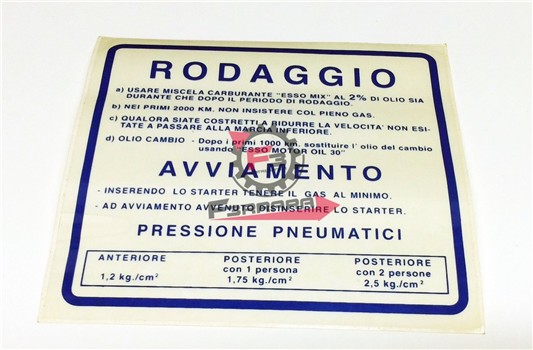 RODAGGIO
a) USARE MISCELA CARBURANTE "ESSO MIX" AL 2% DI OLIO SIA
DURANTE CHE DOPO IL PERIODO DI RODAGGIO.
b) NEI PRIMI 2000 KM. NON INSISTERE COL PIENO GAS.
c) QUALORA SIATE COSTRETTI A RIDURRE LA VELOCITA' NON ESI-
TATE A PASSARE ALLA MARCIA INFERIORE.
d) OLIO CAMBIO - Dopo i primi 1000 km. sostituire l' olio del cambio
usando "ESSO MOTOR OIL 30"
AVVIAMENTO
- INSERENDO LO STARTER TENERE IL GAS AL MINIMO.
- AD AVVIAMENTO AVVENUTO DISINSERIRE LO STARTER.
FERRARA
PRESSIONE PNEUMATICI
ANTERIORE
1,2 kg./cm²
POSTERIORE
con 1 persona
1,75 kg./cm²
POSTERIORE
con 2 persone
2,5 kg./cm²